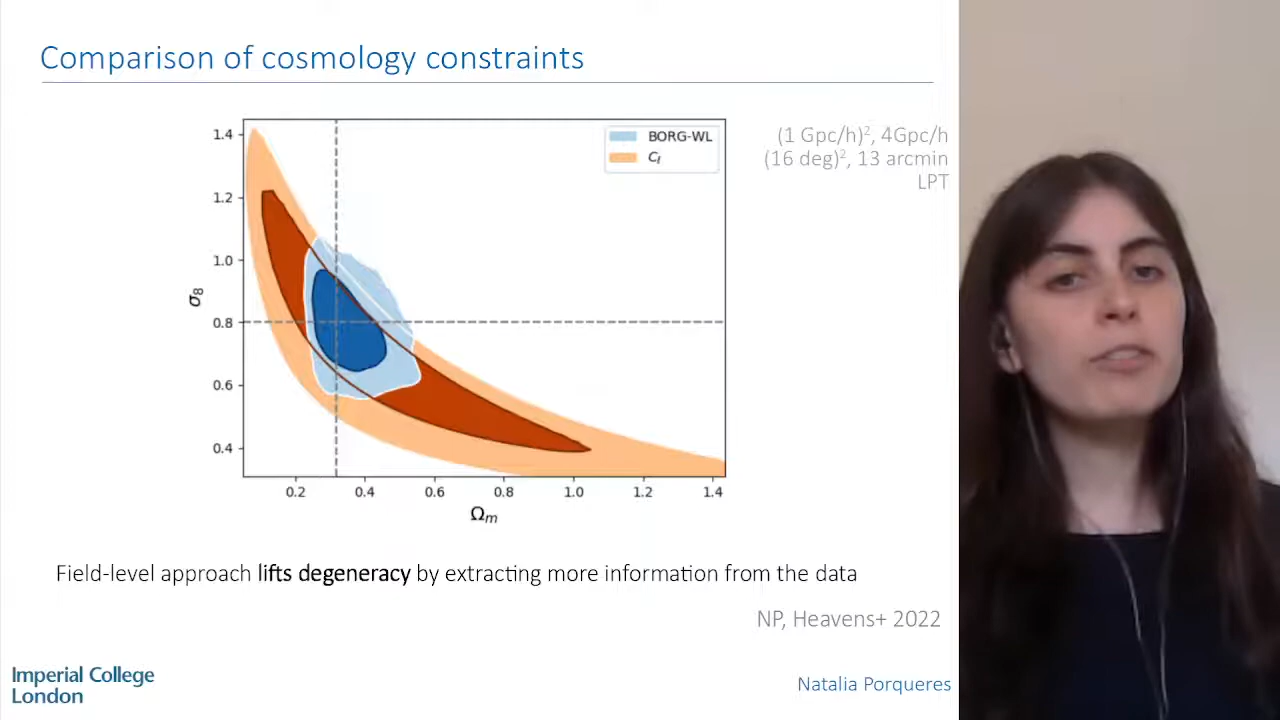 Comparison of cosmology constraints
BORG-WL
Cℓ
(1 Gpc/h)², 4Gpc/h
(16 deg)², 13 arcmin
LPT
1.4
1.2
1.0
0.8
0.6
0.4
σ8
0.2 0.4 0.6 0.8 1.0 1.2 1.4
Ωm
Field-level approach lifts degeneracy by extracting more information from the data
NP, Heavens+ 2022
Imperial College
London
Natalia Porqueres